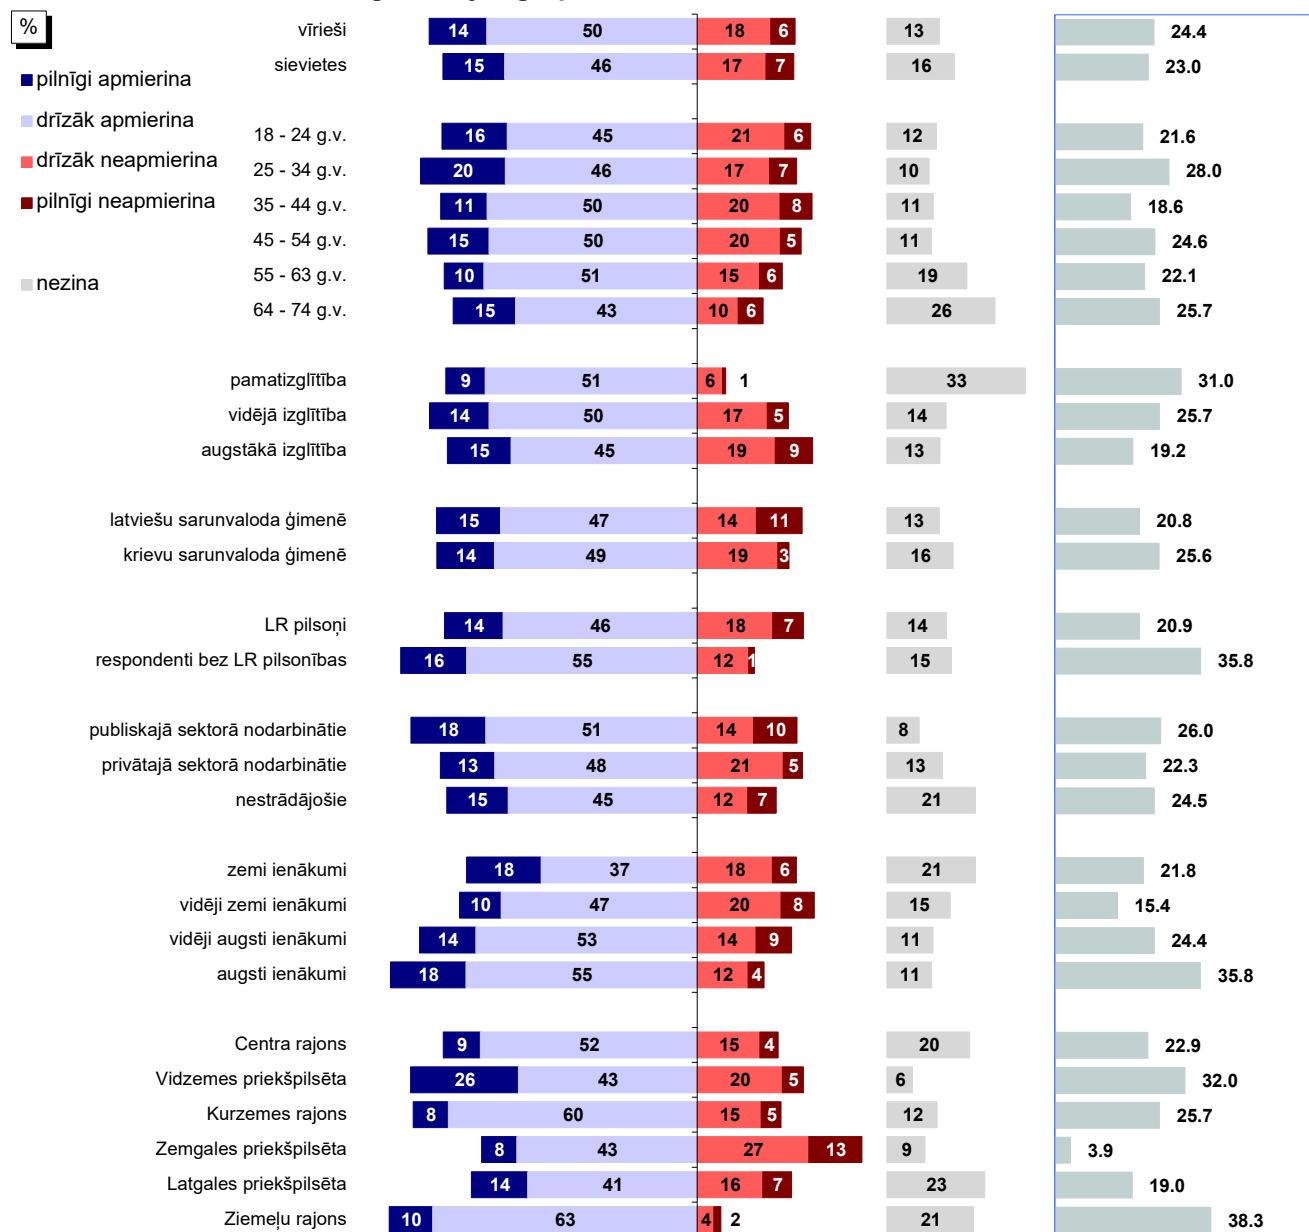 %
pilnīgi apmierina
drīzāk apmierina
drīzāk neapmierina
pilnīgi neapmierina
nezina
vīrieši 14 50 18 6 13 24.4
sievietes 15 46 17 7 16 23.0
18 - 24 g.v. 16 45 21 6 12 21.6
25 - 34 g.v. 20 46 17 7 10 28.0
35 - 44 g.v. 11 50 20 8 11 18.6
45 - 54 g.v. 15 50 20 5 11 24.6
55 - 63 g.v. 10 51 15 6 19 22.1
64 - 74 g.v. 15 43 10 6 26 25.7
pamatizglītība 9 51 6 1 33 31.0
vidējā izglītība 14 50 17 5 14 25.7
augstākā izglītība 15 45 19 9 13 19.2
latviešu sarunvaloda ģimenē 15 47 14 11 13 20.8
krievu sarunvaloda ģimenē 14 49 19 3 16 25.6
LR pilsoņi 14 46 18 7 14 20.9
respondenti bez LR pilsonības 16 55 12 1 15 35.8
publiskajā sektorā nodarbinātie 18 51 14 10 8 26.0
privātajā sektorā nodarbinātie 13 48 21 5 13 22.3
nestrādājošie 15 45 12 7 21 24.5
zemi ienākumi 18 37 18 6 21 21.8
vidēji zemi ienākumi 10 47 20 8 15 15.4
vidēji augsti ienākumi 14 53 14 9 11 24.4
augsti ienākumi 18 55 12 4 11 35.8
Centra rajons 9 52 15 4 20 22.9
Vidzemes priekšpilsēta 26 43 20 5 6 32.0
Kurzemes rajons 8 60 15 5 12 25.7
Zemgales priekšpilsēta 8 43 27 13 9 3.9
Latgales priekšpilsēta 14 41 16 7 23 19.0
Ziemeļu rajons 10 63 4 2 21 38.3